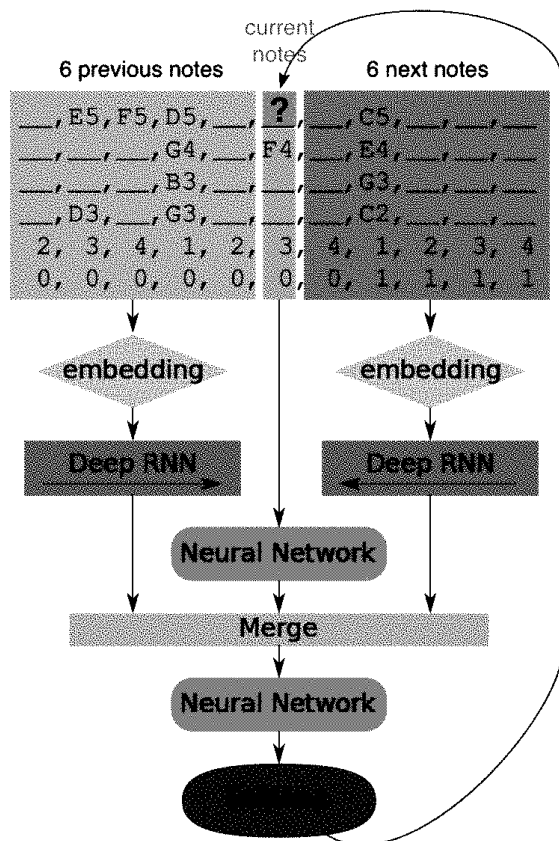 current
notes
6 previous notes
6 next notes
__,E5,F5,D5,__,?,__,C5,__,__,__
__,__,__,G4,__,F4,__,E4,__,__,__
__,__,__,B3,__,__,__,G3,__,__,__
__,D3,__,G3,__,__,__,C2,__,__,__
2, 3, 4, 1, 2, 3, 4, 1, 2, 3, 4
0, 0, 0, 0, 0, 0, 0, 1, 1, 1, 1
embedding
embedding
Deep RNN
Deep RNN
Neural Network
Merge
Neural Network